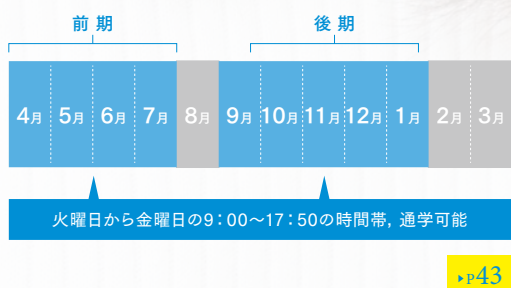 前期 後期
4月 5月 6月 7月 8月 9月 10月 11月 12月 1月 2月 3月
火曜日から金曜日の9：00〜17：50の時間帯，通学可能
▸P43